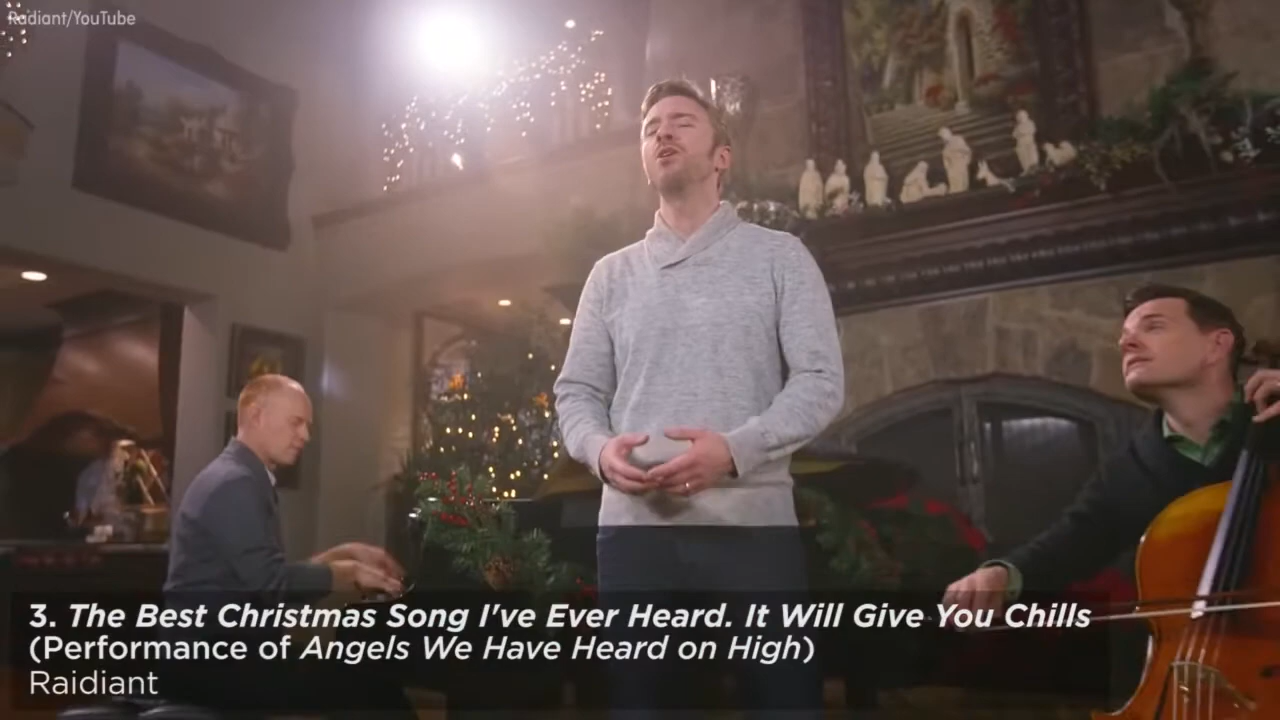 Radiant/YouTube
3. The Best Christmas Song I've Ever Heard. It Will Give You Chills
(Performance of Angels We Have Heard on High)
Raidiant